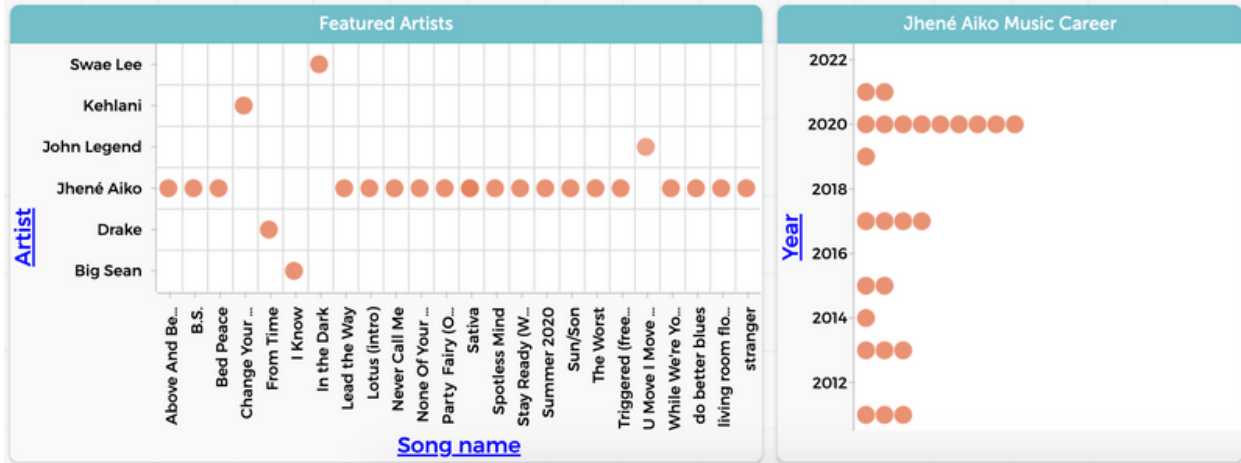 Featured Artists
Swae Lee
Kehlani
John Legend
Jhené Aiko
Drake
Big Sean
Artist
Above And Be...
B.S.
Bed Peace
Change Your ...
From Time
I Know
In the Dark
Lead the Way
Lotus (intro)
Never Call Me
None Of Your ...
Party Fairy (O...
Sativa
Spotless Mind
Stay Ready (W...
Summer 2020
Sun/Son
The Worst
Triggered (free...
U Move I Move ...
While We're Yo...
do better blues
living room flo...
stranger
Song name
Jhené Aiko Music Career
2022
2020
2018
2016
2014
2012
Year